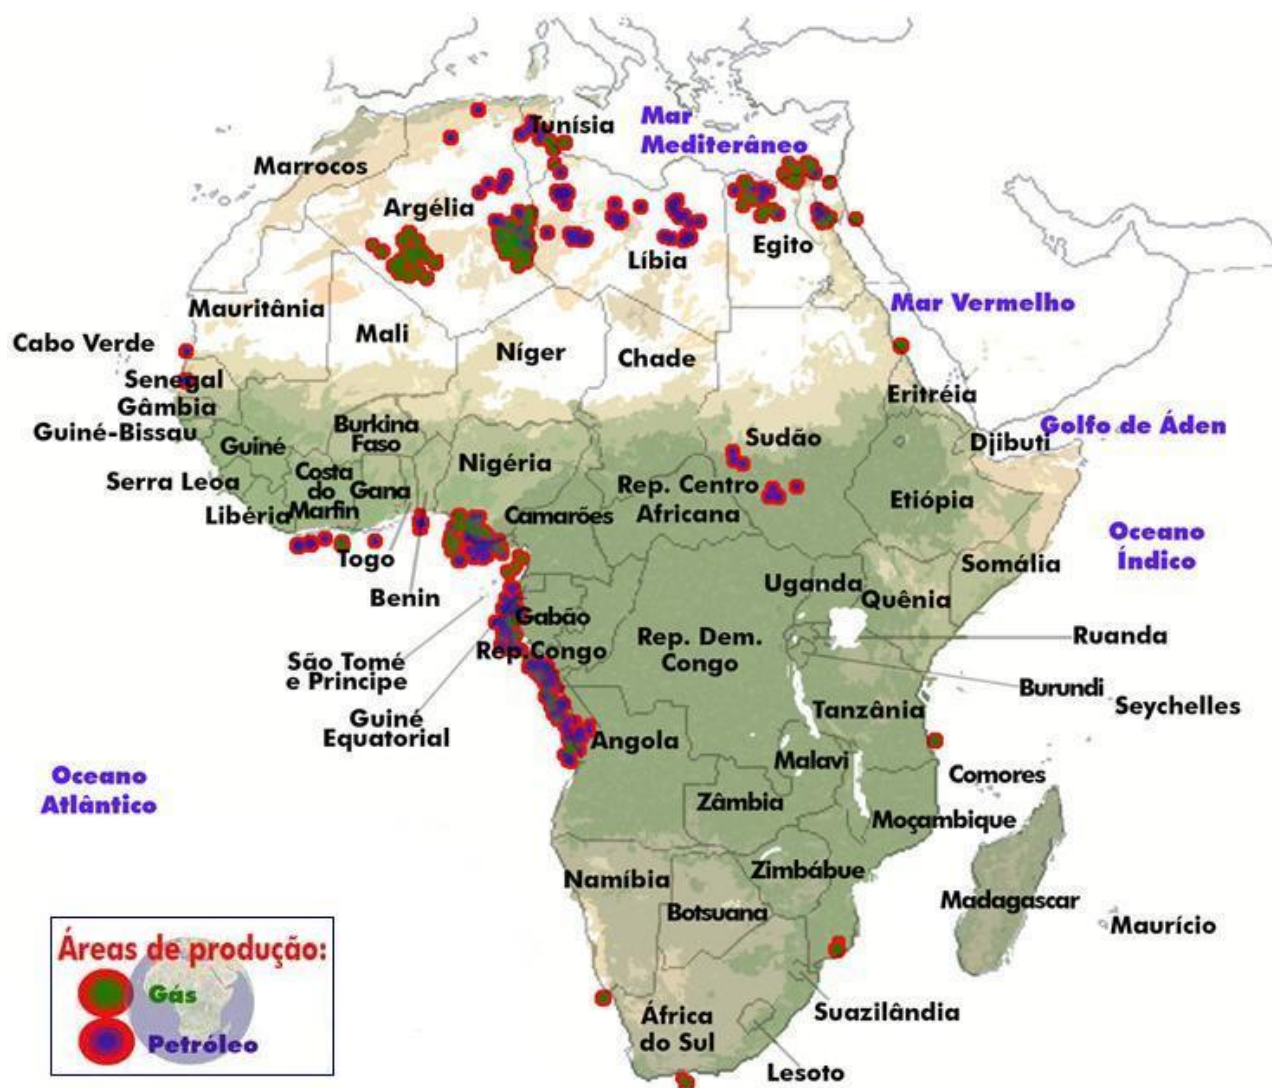 Mar
Mediterâneo
Tunísia
Marrocos
Argélia
Líbia
Egito
Mar Vermelho
Mauritânia
Mali
Níger
Chade
Cabo Verde
Senegal
Gâmbia
Guiné-Bissau
Eritréia
Golfo de Áden
Djibuti
Burkina
Faso
Sudão
Guiné
Nigéria
Serra Leoa
Costa
do
Marfin
Gana
Rep. Centro
Africana
Etiópia
Libéria
Camarões
Oceano
Índico
Togo
Somália
Benin
Uganda
Quênia
Gabão
Rep.Congo
Rep. Dem.
Congo
Ruanda
São Tomé
e Principe
Burundi
Seychelles
Guiné
Equatorial
Angola
Tanzânia
Malavi
Oceano
Atlântico
Comores
Zâmbia
Moçambique
Namíbia
Zimbábue
Botsuana
Madagascar
Maurício
Áreas de produção:
Gás
Petróleo
África
do Sul
Suazilândia
Lesoto